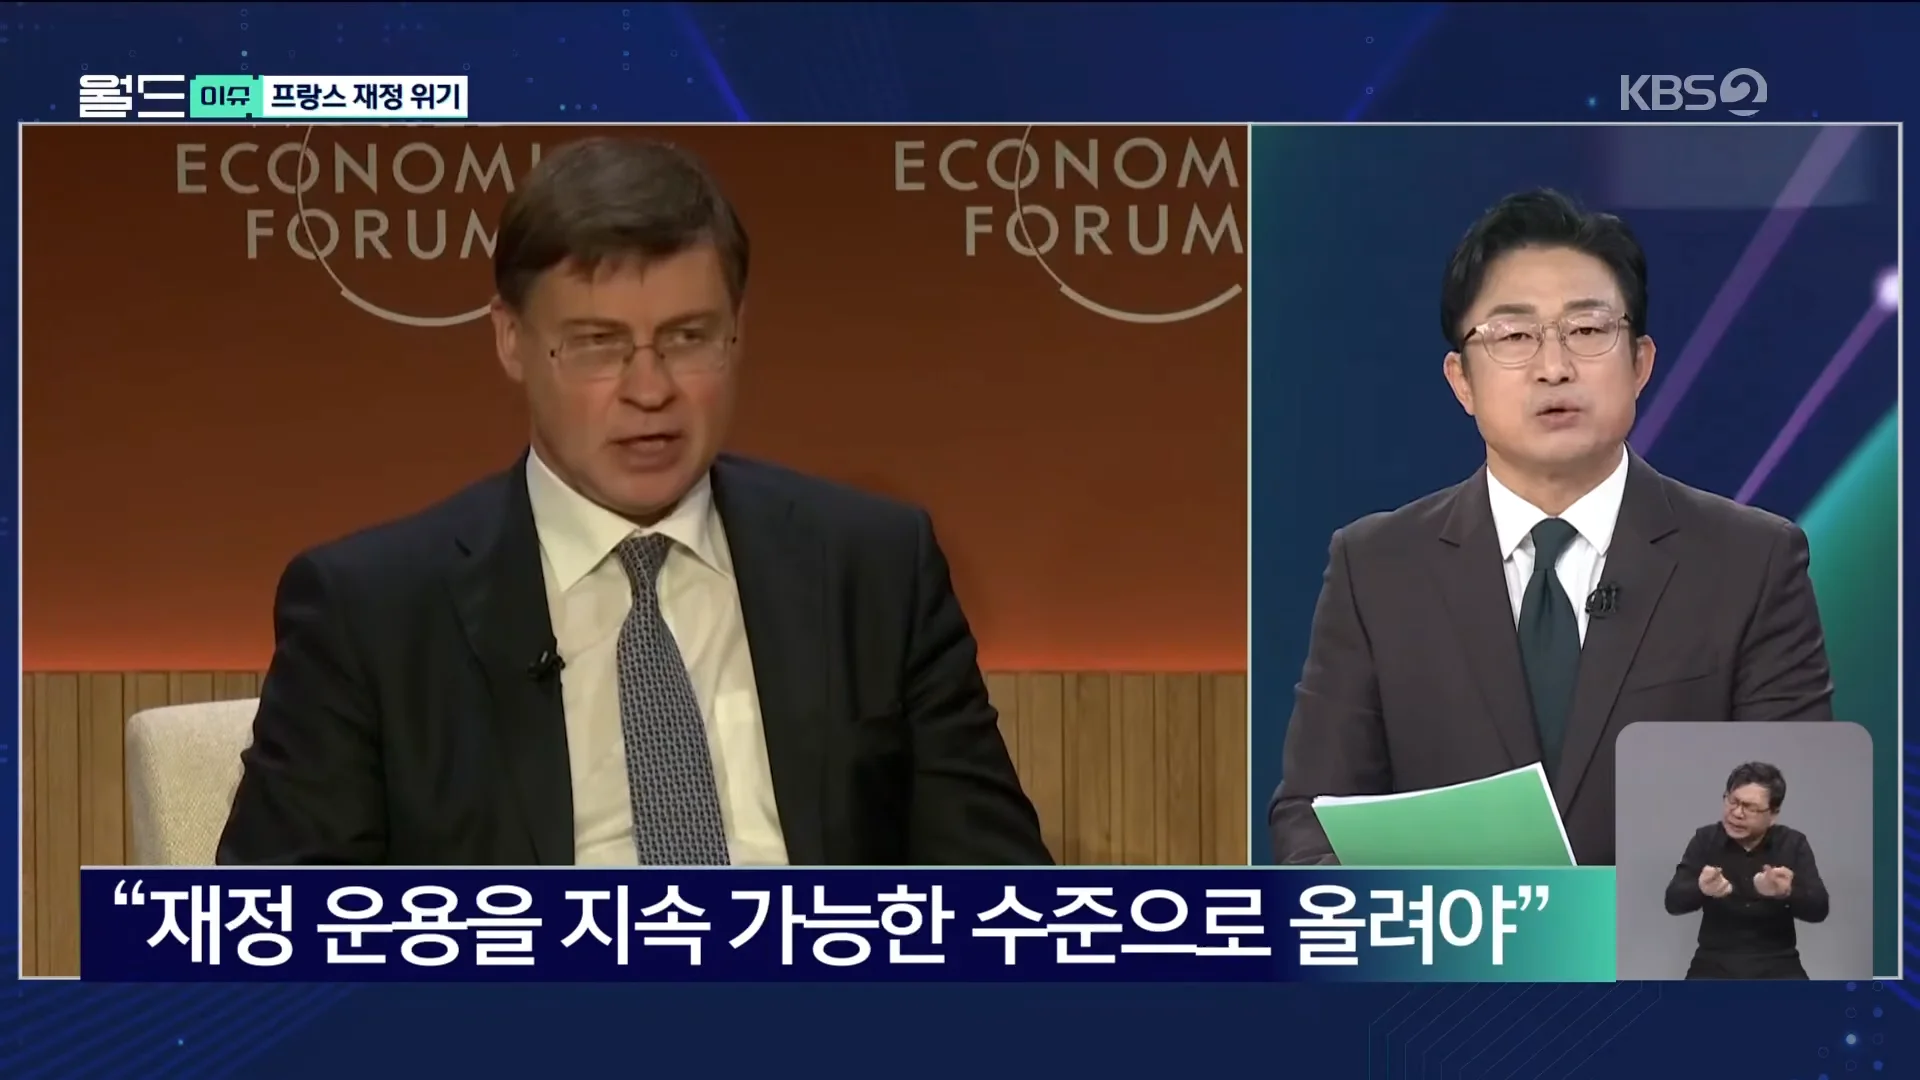 월드 이슈 프랑스 재정 위기
KBS2
ECONOMI
FORUM
ECONOM
FORUM
“재정 운용을 지속 가능한 수준으로 올려야”